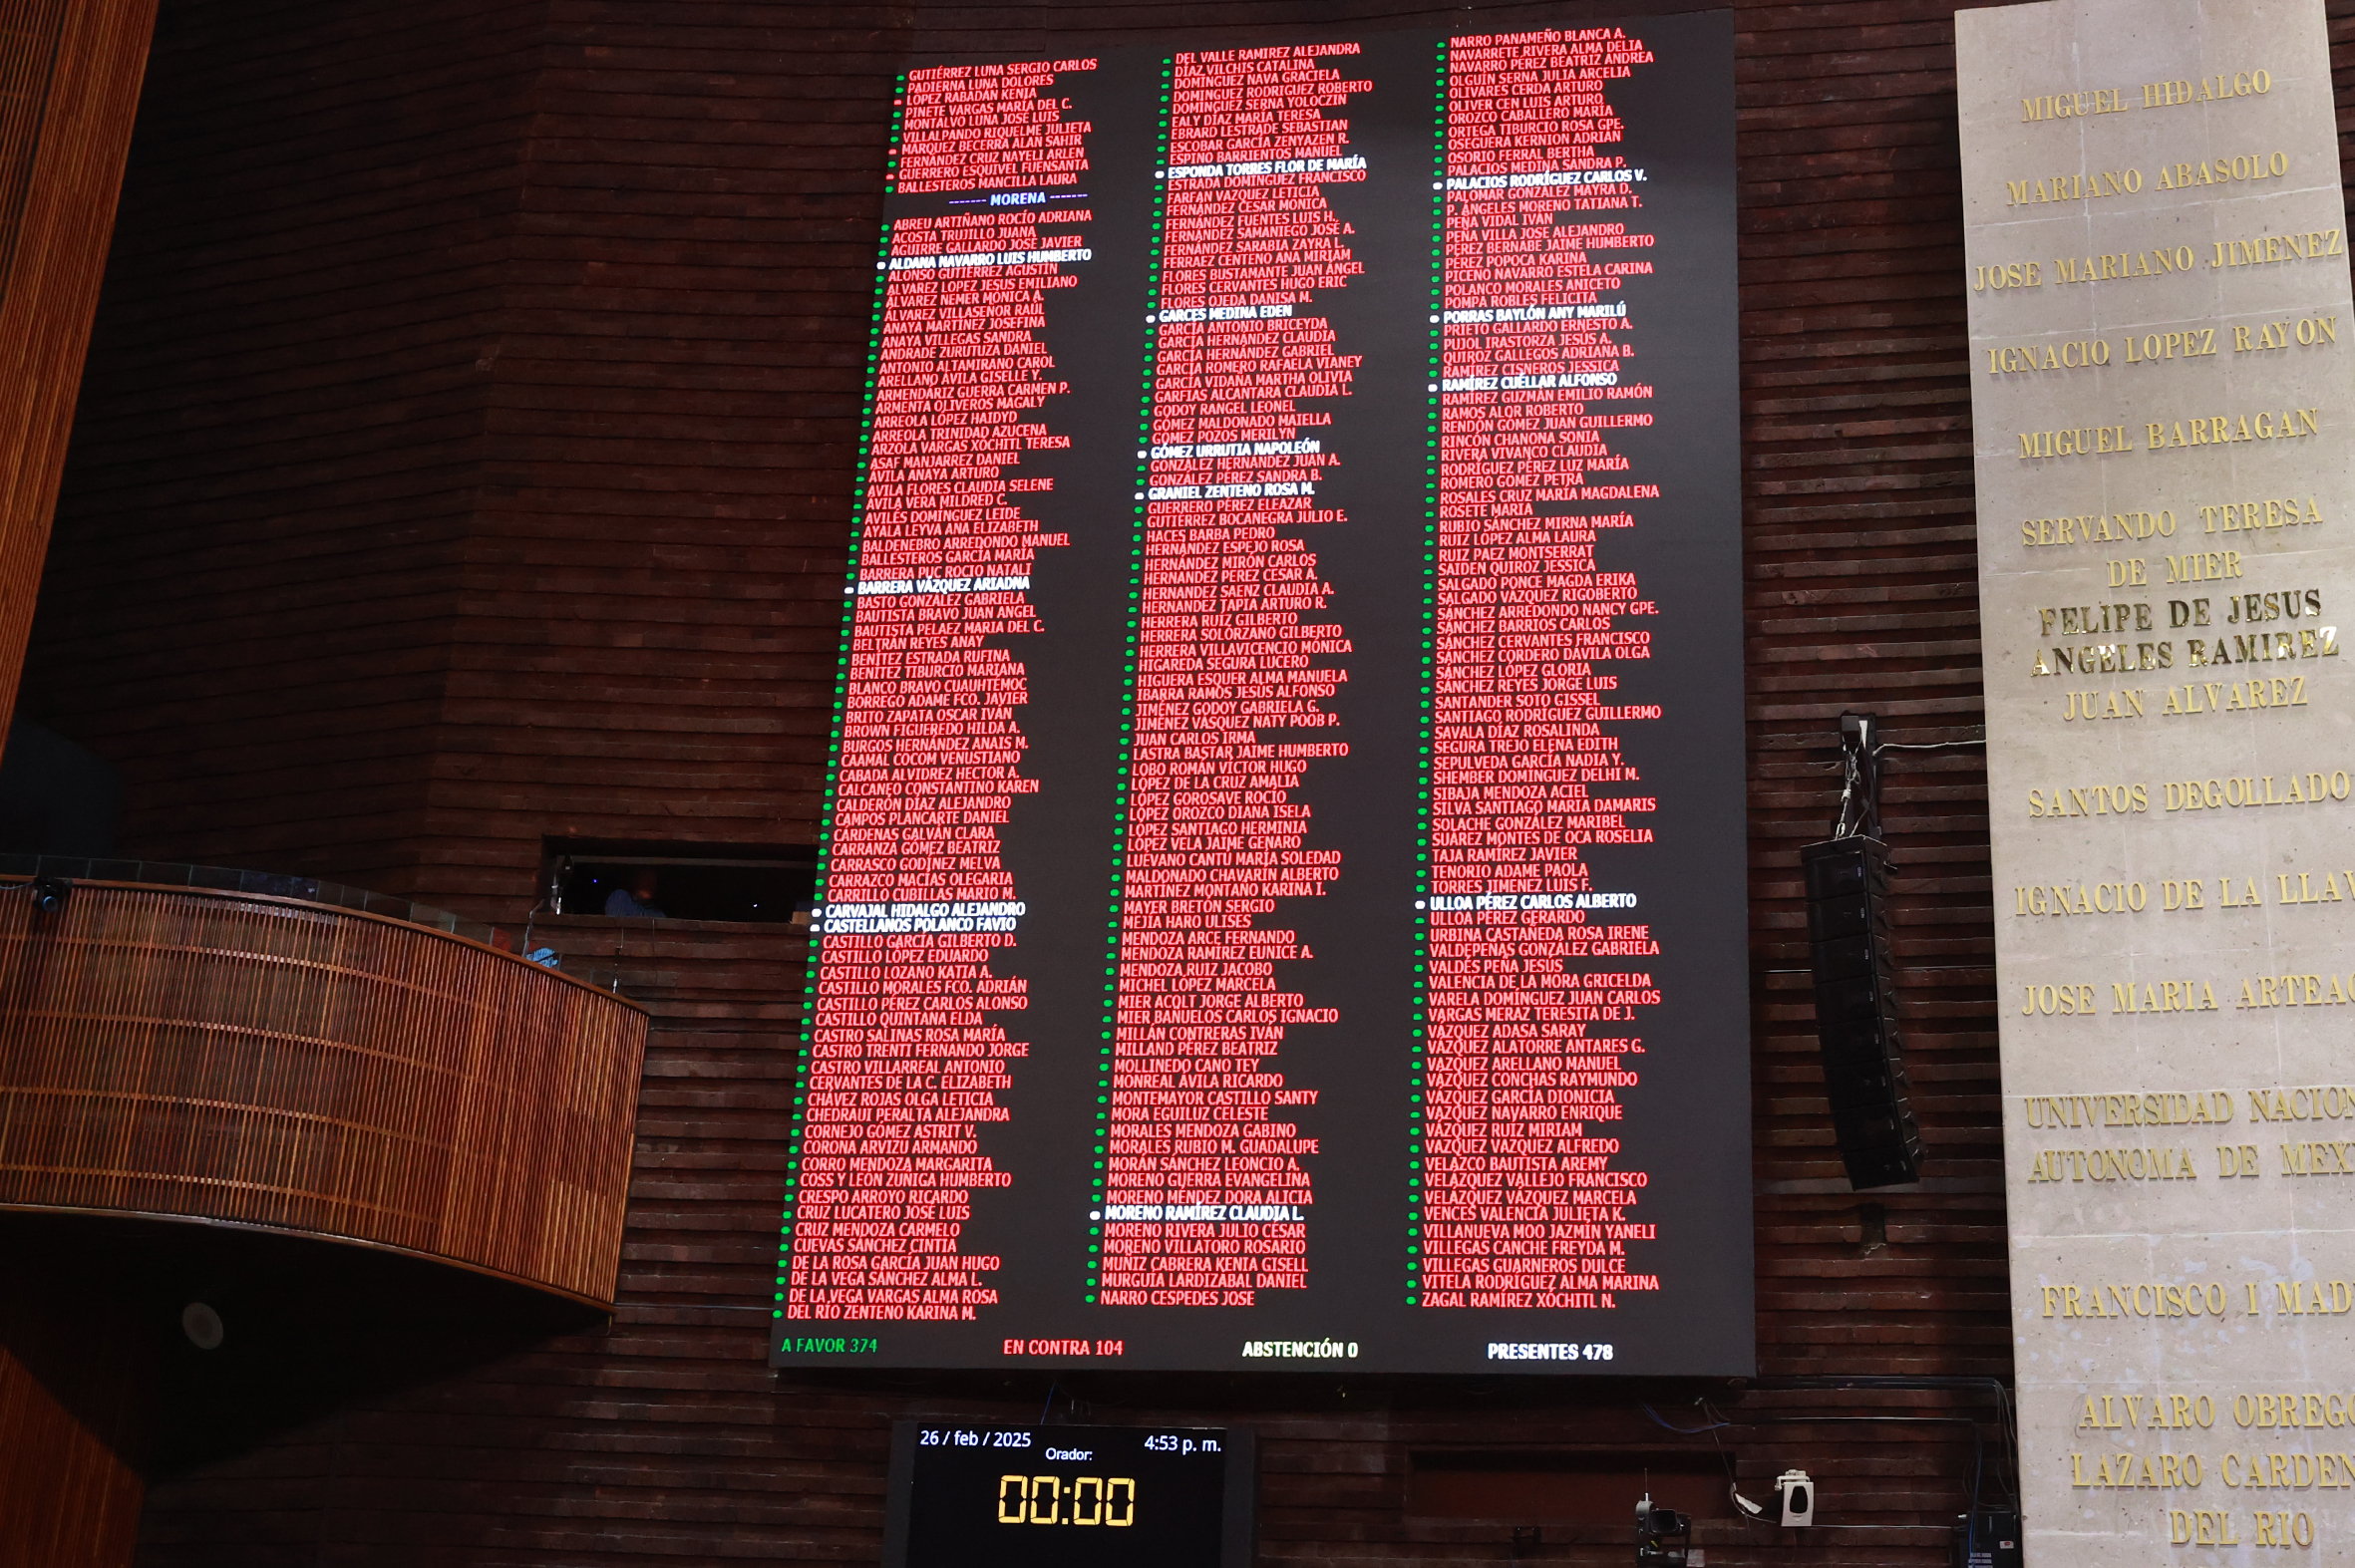 GUTIÉRREZ LUNA SERGIO CARLOS
PADIERNA LUNA DOLORES
LÓPEZ RABADÁN KENIA
PINETE VARGAS MARÍA DEL C.
MONTALVO LUNA JOSÉ LUIS
VILLALPANDO RIQUELME JULIETA
MÁRQUEZ BECERRA ALAN SAHIR
FERNÁNDEZ CRUZ NAYELI ARLEN
GUERRERO ESQUIVEL FUENSANTA
BALLESTEROS MANCILLA LAURA
------- MORENA -------
ABREU ARTIÑANO ROCÍO ADRIANA
ACOSTA TRUJILLO JUANA
AGUIRRE GALLARDO JOSÉ JAVIER
ALDANA NAVARRO LUIS HUMBERTO
ALONSO GUTIÉRREZ AGUSTÍN
ÁLVAREZ LÓPEZ JESÚS EMILIANO
ÁLVAREZ NEMER MÓNICA A.
ÁLVAREZ VILLASEÑOR RAÚL
ANAYA MARTÍNEZ JOSEFINA
ANAYA VILLEGAS SANDRA
ANDRADE ZURUTUZA DANIEL
ANTONIO ALTAMIRANO CAROL
ARELLANO ÁVILA GISELLE Y.
ARMENDÁRIZ GUERRA CARMEN P.
ARMENTA OLIVEROS MAGALY
ARREOLA LÓPEZ HAIDYD
ARREOLA TRINIDAD AZUCENA
ARZOLA VARGAS XÓCHITL TERESA
ASAF MANJARREZ DANIEL
ÁVILA ANAYA ARTURO
ÁVILA FLORES CLAUDIA SELENE
ÁVILA VERA MILDRED C.
AVILÉS DOMÍNGUEZ LEIDE
AYALA LEYVA ANA ELIZABETH
BALDENEBRO ARREDONDO MANUEL
BALLESTEROS GARCÍA MARÍA
BARRERA PUC ROCÍO NATALÍ
BARRERA VÁZQUEZ ARIADNA
BASTO GONZÁLEZ GABRIELA
BAUTISTA BRAVO JUAN ÁNGEL
BAUTISTA PELÁEZ MARÍA DEL C.
BELTRÁN REYES ANAY
BENÍTEZ ESTRADA RUFINA
BENÍTEZ TIBURCIO MARIANA
BLANCO BRAVO CUAUHTÉMOC
BORREGO ADAME FCO. JAVIER
BRITO ZAPATA OSCAR IVÁN
BROWN FIGUEREDO HILDA A.
BURGOS HERNÁNDEZ ANAIS M.
CAAMAL COCOM VENUSTIANO
CABADA ALVIDREZ HÉCTOR A.
CALCÁNEO CONSTANTINO KAREN
CALDERÓN DÍAZ ALEJANDRO
CAMPOS PLANCARTE DANIEL
CÁRDENAS GALVÁN CLARA
CARRANZA GÓMEZ BEATRIZ
CARRASCO GODÍNEZ MELVA
CARRAZCO MACÍAS OLEGARIA
CARRILLO CUBILLAS MARIO M.
CARVAJAL HIDALGO ALEJANDRO
CASTELLANOS POLANCO FAVIO
CASTILLO GARCÍA GILBERTO D.
CASTILLO LÓPEZ EDUARDO
CASTILLO LOZANO KATIA A.
CASTILLO MORALES FCO. ADRIÁN
CASTILLO PÉREZ CARLOS ALONSO
CASTILLO QUINTANA ELDA
CASTRO SALINAS ROSA MARÍA
CASTRO TRENTI FERNANDO JORGE
CASTRO VILLARREAL ANTONIO
CERVANTES DE LA C. ELIZABETH
CHÁVEZ ROJAS OLGA LETICIA
CHEDRAUI PERALTA ALEJANDRA
CORNEJO GÓMEZ ASTRIT V.
CORONA ARVIZU ARMANDO
CORRO MENDOZA MARGARITA
COSS Y LEÓN ZUÑIGA HUMBERTO
CRESPO ARROYO RICARDO
CRUZ LUCATERO JOSÉ LUIS
CRUZ MENDOZA CARMELO
CUEVAS SÁNCHEZ CINTIA
DE LA ROSA GARCÍA JUAN HUGO
DE LA VEGA SÁNCHEZ ALMA L.
DE LA VEGA VARGAS ALMA ROSA
DEL RÍO ZENTENO KARINA M.
DEL VALLE RAMÍREZ ALEJANDRA
DÍAZ VILCHIS CATALINA
DOMÍNGUEZ NAVA GRACIELA
DOMÍNGUEZ RODRÍGUEZ ROBERTO
DOMÍNGUEZ SERNA YOLOCZIN
EALY DÍAZ MARÍA TERESA
EBRARD LESTRADE SEBASTIÁN
ESCOBAR GARCÍA ZENYAZEN R.
ESPINO BARRIENTOS MANUEL
ESPONDA TORRES FLOR DE MARÍA
ESTRADA DOMÍNGUEZ FRANCISCO
FARFÁN VÁZQUEZ LETICIA
FERNÁNDEZ CÉSAR MÓNICA
FERNÁNDEZ FUENTES LUIS H.
FERNÁNDEZ SAMANIEGO JOSÉ A.
FERNÁNDEZ SARABIA ZAYRA L.
FERRÁEZ CENTENO ANA MIRIAM
FLORES BUSTAMANTE JUAN ÁNGEL
FLORES CERVANTES HUGO ERIC
FLORES OJEDA DANISA M.
GARCÉS MEDINA EDEN
GARCÍA ANTONIO BRICEYDA
GARCÍA HERNÁNDEZ CLAUDIA
GARCÍA HERNÁNDEZ GABRIEL
GARCÍA ROMERO RAFAELA VIANEY
GARCÍA VIDAÑA MARTHA OLIVIA
GARFIAS ALCÁNTARA CLAUDIA L.
GODOY RANGEL LEONEL
GÓMEZ MALDONADO MAIELLA
GÓMEZ POZOS MERILYN
GÓMEZ URRUTIA NAPOLEÓN
GONZÁLEZ HERNÁNDEZ JUAN A.
GONZÁLEZ PÉREZ SANDRA B.
GRANIEL ZENTENO ROSA M.
GUERRERO PÉREZ ELEAZAR
GUTIÉRREZ BOCANEGRA JULIO E.
HACES BARBA PEDRO
HERNÁNDEZ ESPEJO ROSA
HERNÁNDEZ MIRÓN CARLOS
HERNÁNDEZ PÉREZ CÉSAR A.
HERNÁNDEZ SÁENZ CLAUDIA A.
HERNÁNDEZ TAPIA ARTURO R.
HERRERA RUIZ GILBERTO
HERRERA SOLÓRZANO GILBERTO
HERRERA VILLAVICENCIO MÓNICA
HIGAREDA SEGURA LUCERO
HIGUERA ESQUER ALMA MANUELA
IBARRA RAMOS JESÚS ALFONSO
JIMÉNEZ GODOY GABRIELA G.
JIMÉNEZ VÁSQUEZ NATY POOB P.
JUAN CARLOS IRMA
LASTRA BASTAR JAIME HUMBERTO
LOBO ROMÁN VÍCTOR HUGO
LÓPEZ DE LA CRUZ AMALIA
LÓPEZ GOROSAVE ROCÍO
LÓPEZ OROZCO DIANA ISELA
LÓPEZ SANTIAGO HERMINIA
LÓPEZ VELA JAIME GENARO
LUÉVANO CANTÚ MARÍA SOLEDAD
MALDONADO CHAVARÍN ALBERTO
MARTÍNEZ MONTAÑO KARINA I.
MAYER BRETÓN SERGIO
MEJÍA HARO ULISES
MENDOZA ARCE FERNANDO
MENDOZA RAMÍREZ EUNICE A.
MENDOZA RUIZ JACOBO
MICHEL LÓPEZ MARCELA
MIER ACOLT JORGE ALBERTO
MIER BAÑUELOS CARLOS IGNACIO
MILLÁN CONTRERAS IVÁN
MILLAND PÉREZ BEATRIZ
MOLLINEDO CANO TEY
MONREAL ÁVILA RICARDO
MONTEMAYOR CASTILLO SANTY
MORA EGUILUZ CELESTE
MORALES MENDOZA GABINO
MORALES RUBIO M. GUADALUPE
MORÁN SÁNCHEZ LEONCIO A.
MORENO GUERRA EVANGELINA
MORENO MÉNDEZ DORA ALICIA
MORENO RAMÍREZ CLAUDIA L.
MORENO RIVERA JULIO CÉSAR
MORENO VILLATORO ROSARIO
MUÑIZ CABRERA KENIA GISELL
MURGUÍA LARDIZÁBAL DANIEL
NARRO CÉSPEDES JOSÉ
NARRO PANAMEÑO BLANCA A.
NAVARRETE RIVERA ALMA DELIA
NAVARRO PÉREZ BEATRIZ ANDREA
OLGUÍN SERNA JULIA ARCELIA
OLIVARES CERDA ARTURO
OLIVER CEN LUIS ARTURO
OROZCO CABALLERO MARÍA
ORTEGA TIBURCIO ROSA GPE.
OSEGUERA KERNION ADRIÁN
OSORIO FERRAL BERTHA
PALACIOS MEDINA SANDRA P.
PALACIOS RODRÍGUEZ CARLOS V.
PALOMAR GONZÁLEZ MAYRA D.
P. ÁNGELES MORENO TATIANA T.
PEÑA VIDAL IVÁN
PEÑA VILLA JOSÉ ALEJANDRO
PÉREZ BERNABE JAIME HUMBERTO
PÉREZ POPOCA KARINA
PICENO NAVARRO ESTELA CARINA
POLANCO MORALES ANICETO
POMPA ROBLES FELICITA
PORRAS BAYLÓN ANY MARILÚ
PRIETO GALLARDO ERNESTO A.
PUJOL IRASTORZA JESÚS A.
QUIROZ GALLEGOS ADRIANA B.
RAMÍREZ CISNEROS JESSICA
RAMÍREZ CUÉLLAR ALFONSO
RAMÍREZ GUZMÁN EMILIO RAMÓN
RAMOS ALOR ROBERTO
RENDÓN GÓMEZ JUAN GUILLERMO
RINCÓN CHANONA SONIA
RIVERA VIVANCO CLAUDIA
RODRÍGUEZ PÉREZ LUZ MARÍA
ROMERO GÓMEZ PETRA
ROSALES CRUZ MARÍA MAGDALENA
ROSETE MARÍA
RUBIO SÁNCHEZ MIRNA MARÍA
RUIZ LÓPEZ ALMA LAURA
RUIZ PÁEZ MONTSERRAT
SAIDEN QUIROZ JESSICA
SALGADO PONCE MAGDA ERIKA
SALGADO VÁZQUEZ RIGOBERTO
SÁNCHEZ ARREDONDO NANCY GPE.
SÁNCHEZ BARRIOS CARLOS
SÁNCHEZ CERVANTES FRANCISCO
SÁNCHEZ CORDERO DÁVILA OLGA
SÁNCHEZ LÓPEZ GLORIA
SÁNCHEZ REYES JORGE LUIS
SANTANDER SOTO GISSEL
SANTIAGO RODRÍGUEZ GUILLERMO
SAVALA DÍAZ ROSALINDA
SEGURA TREJO ELENA EDITH
SEPÚLVEDA GARCÍA NADIA Y.
SHEMBER DOMÍNGUEZ DELHI M.
SIBAJA MENDOZA ACIEL
SILVA SANTIAGO MARÍA DAMARIS
SOLACHE GONZÁLEZ MARIBEL
SUÁREZ MONTES DE OCA ROSELIA
TAJA RAMÍREZ JAVIER
TENORIO ADAME PAOLA
TORRES JIMÉNEZ LUIS F.
ULLOA PÉREZ CARLOS ALBERTO
ULLOA PÉREZ GERARDO
URBINA CASTAÑEDA ROSA IRENE
VALDEPEÑAS GONZÁLEZ GABRIELA
VALDÉS PEÑA JESÚS
VALENCIA DE LA MORA GRICELDA
VARELA DOMÍNGUEZ JUAN CARLOS
VARGAS MERAZ TERESITA DE J.
VÁZQUEZ ADASA SARAY
VÁZQUEZ ALATORRE ANTARES G.
VÁZQUEZ ARELLANO MANUEL
VÁZQUEZ CONCHAS RAYMUNDO
VÁZQUEZ GARCÍA DIONICIA
VÁZQUEZ NAVARRO ENRIQUE
VÁZQUEZ RUIZ MIRIAM
VÁZQUEZ VÁZQUEZ ALFREDO
VELAZCO BAUTISTA AREMY
VELÁZQUEZ VALLEJO FRANCISCO
VELÁZQUEZ VÁZQUEZ MARCELA
VENCES VALENCIA JULIETA K.
VILLANUEVA MOO JAZMÍN YANELI
VILLEGAS CANCHE FREYDA M.
VILLEGAS GUARNEROS DULCE
VITELA RODRÍGUEZ ALMA MARINA
ZAGAL RAMÍREZ XÓCHITL N.
A FAVOR 374 EN CONTRA 104 ABSTENCIÓN 0 PRESENTES 478
26 / feb / 2025 4:53 p. m.
Orador:
00:00
MIGUEL HIDALGO
MARIANO ABASOLO
JOSE MARIANO JIMENEZ
IGNACIO LOPEZ RAYON
MIGUEL BARRAGAN
SERVANDO TERESA
DE MIER
FELIPE DE JESUS
ANGELES RAMIREZ
JUAN ALVAREZ
SANTOS DEGOLLADO
IGNACIO DE LA LLAV
JOSE MARIA ARTEAG
UNIVERSIDAD NACION
AUTONOMA DE MEX
FRANCISCO I MAD
ALVARO OBREGO
LAZARO CARDEN
DEL RIO